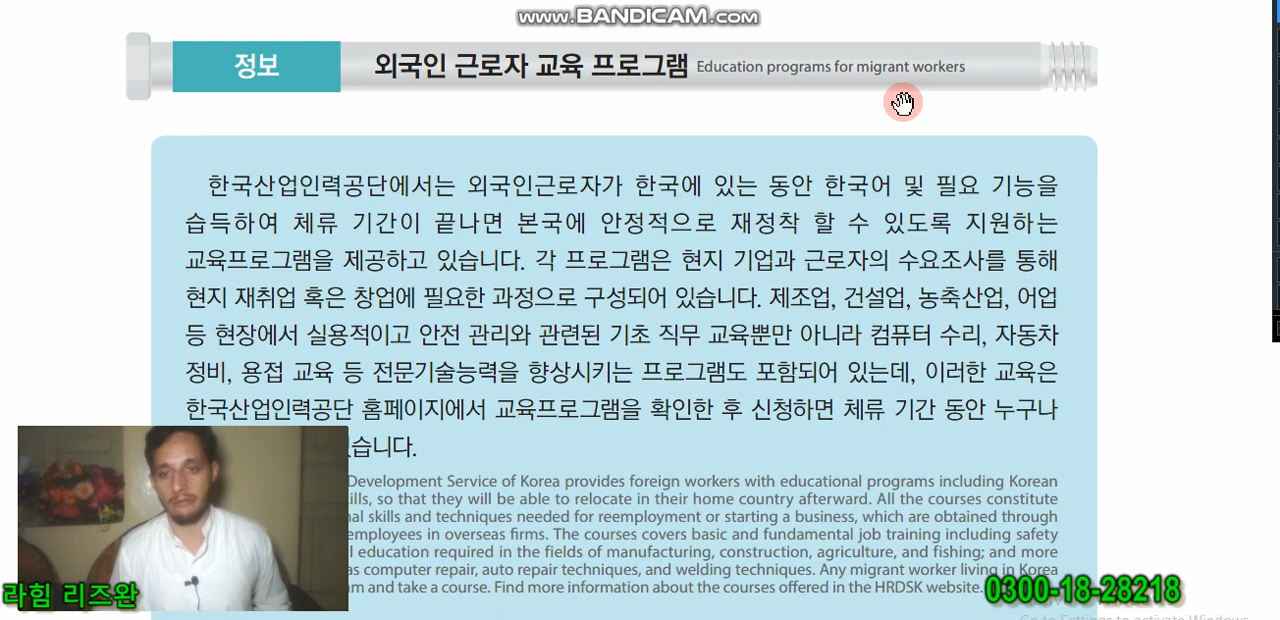 www.BANDICAM.com
정보 외국인 근로자 교육 프로그램 Education programs for migrant workers
한국산업인력공단에서는 외국인근로자가 한국에 있는 동안 한국어 및 필요 기능을
습득하여 체류 기간이 끝나면 본국에 안정적으로 재정착 할 수 있도록 지원하는
교육프로그램을 제공하고 있습니다. 각 프로그램은 현지 기업과 근로자의 수요조사를 통해
현지 재취업 혹은 창업에 필요한 과정으로 구성되어 있습니다. 제조업, 건설업, 농축산업, 어업
등 현장에서 실용적이고 안전 관리와 관련된 기초 직무 교육뿐만 아니라 컴퓨터 수리, 자동차
정비, 용접 교육 등 전문기술능력을 향상시키는 프로그램도 포함되어 있는데, 이러한 교육은
한국산업인력공단 홈페이지에서 교육프로그램을 확인한 후 신청하면 체류 기간 동안 누구나
있습니다.
Development Service of Korea provides foreign workers with educational programs including Korean
so that they will be able to relocate in their home country afterward. All the courses constitute
skills and techniques needed for reemployment or starting a business, which are obtained through
employees in overseas firms. The courses covers basic and fundamental job training including safety
education required in the fields of manufacturing, construction, agriculture, and fishing; and more
as computer repair, auto repair techniques, and welding techniques. Any migrant worker living in Korea
and take a course. Find more information about the courses offered in the HRDSK website.
라힘 리즈완
0300-18-28218
Go to Settings to activate Windows.